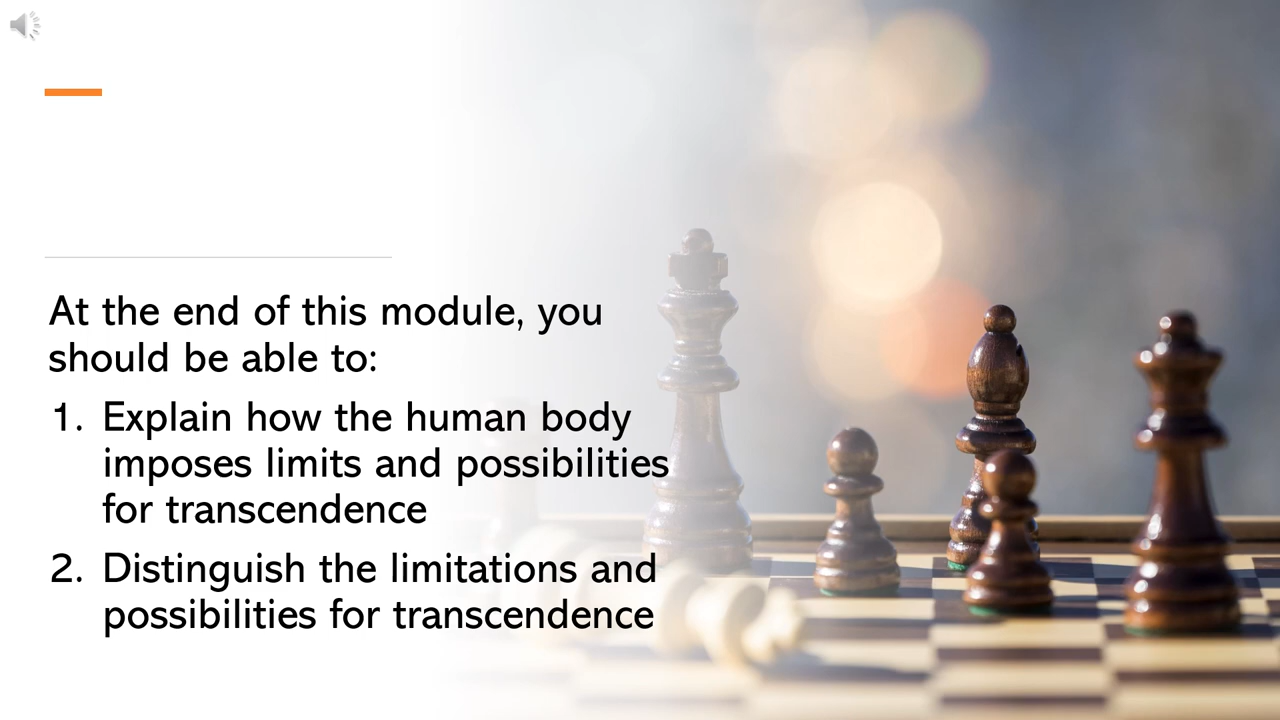 At the end of this module, you
should be able to:
1. Explain how the human body
imposes limits and possibilities
for transcendence
2. Distinguish the limitations and
possibilities for transcendence